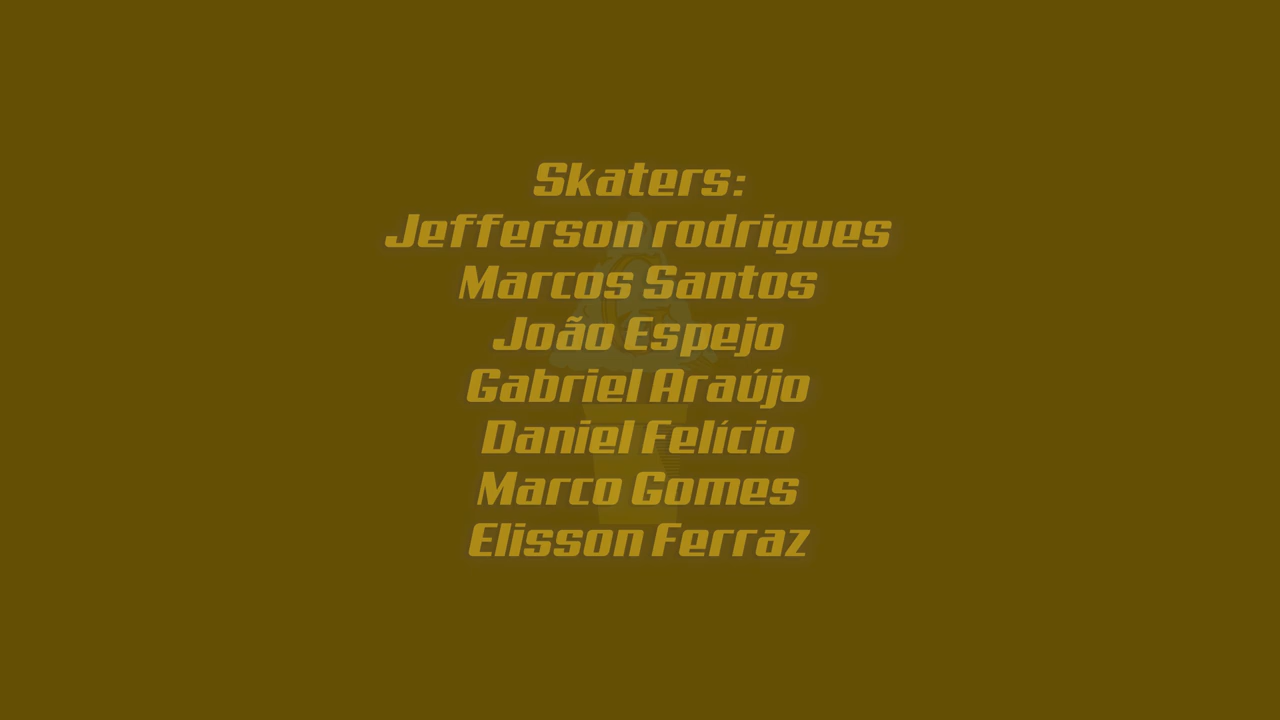 Skaters:
Jefferson rodrigues
Marcos Santos
João Espejo
Gabriel Araújo
Daniel Felício
Marco Gomes
Elisson Ferraz